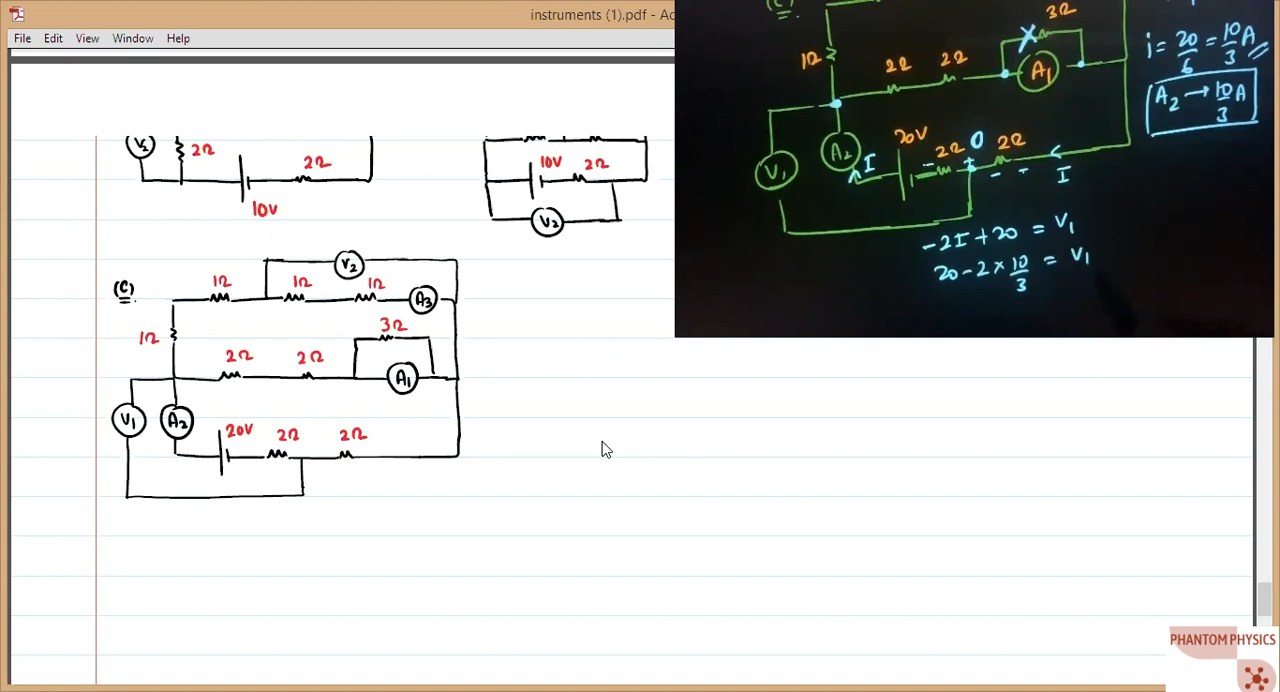 instruments (1).pdf - Ad
File Edit View Window Help
V2
2Ω
2Ω
10V
10V
2Ω
V2
(C)
V2
1Ω
1Ω
1Ω
A3
1Ω
3Ω
2Ω
2Ω
A1
V1
A2
20V
2Ω
2Ω
3Ω
1Ω
2Ω
2Ω
A1
i = 20/6 = 10/3 A
A2 → 10/3 A
V1
A2
I
20V
2Ω
0
2Ω
I
- +
- +
-2I + 20 = V1
20 - 2 × 10/3 = V1
PHANTOM PHYSICS